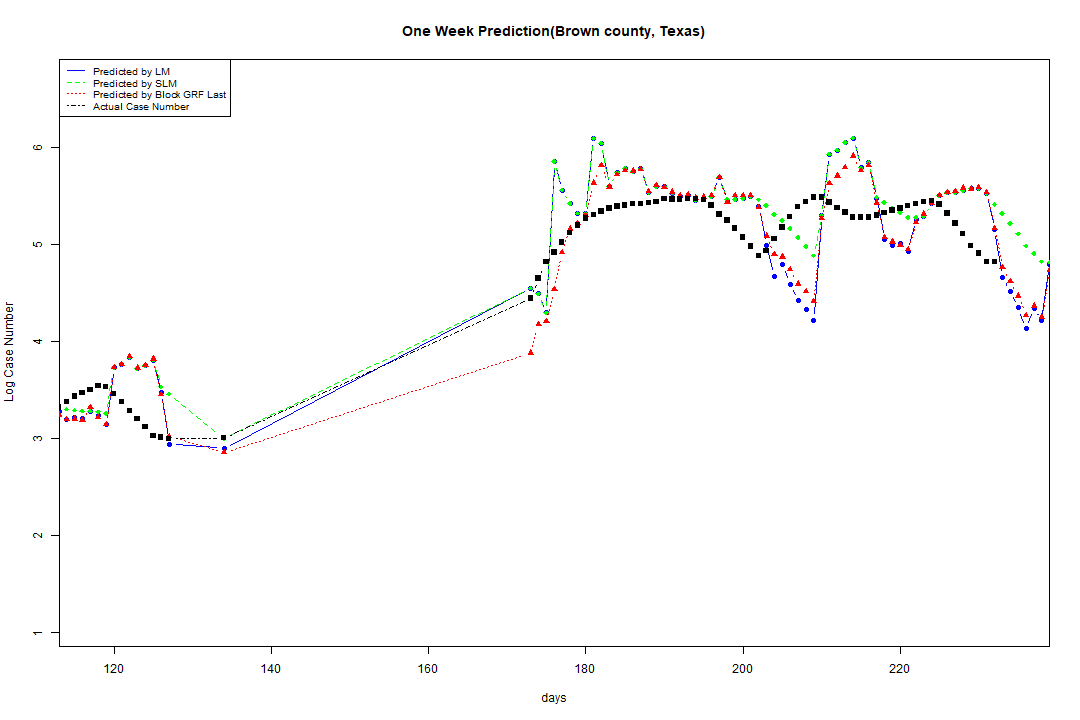 One Week Prediction(Brown county, Texas)
Predicted by LM
Predicted by SLM
Predicted by Block GRF Last
Actual Case Number
Log Case Number
6
5
4
3
2
1
120 140 160 180 200 220
days